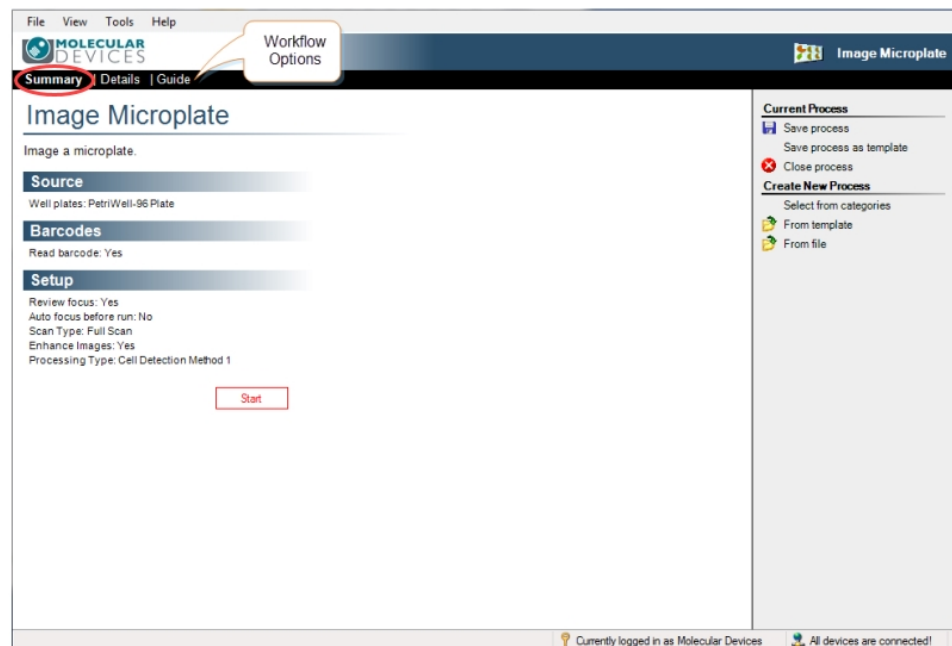 File View Tools Help
MOLECULAR
DEVICES
Workflow
Options
Image Microplate
Summary | Details | Guide
Image Microplate
Image a microplate.
Source
Well plates: PetriWell-96 Plate
Barcodes
Read barcode: Yes
Setup
Review focus: Yes
Auto focus before run: No
Scan Type: Full Scan
Enhance Images: Yes
Processing Type: Cell Detection Method 1
Start
Current Process
Save process
Save process as template
Close process
Create New Process
Select from categories
From template
From file
Currently logged in as Molecular Devices
All devices are connected!